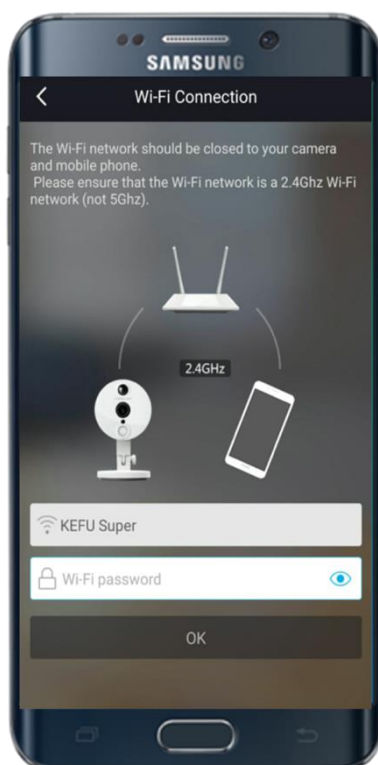 SAMSUNG
Wi-Fi Connection
The Wi-Fi network should be closed to your camera
and mobile phone.
Please ensure that the Wi-Fi network is a 2.4Ghz Wi-Fi
network (not 5Ghz).
2.4GHz
KEFU Super
Wi-Fi password
OK